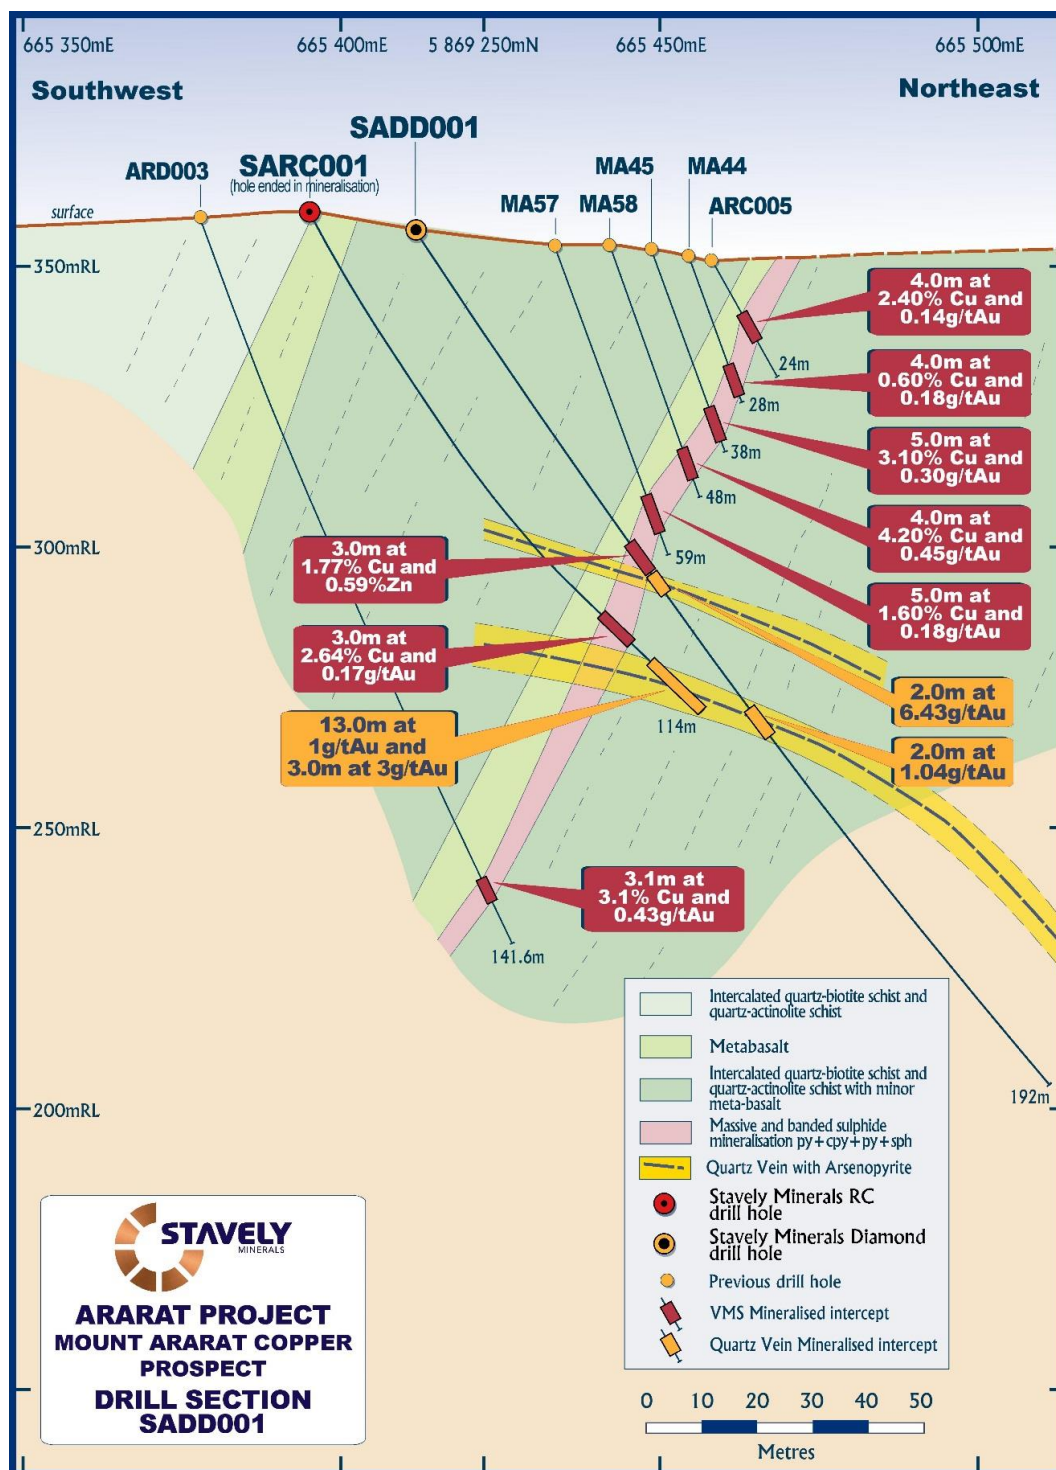 665 350mE
665 400mE
5 869 250mN
665 450mE
665 500mE
Southwest
Northeast
SADD001
ARD003
SARC001
(hole ended in mineralisation)
MA45
MA44
MA57
MA58
ARC005
surface
350mRL
4.0m at
2.40% Cu and
0.14g/tAu
24m
4.0m at
0.60% Cu and
0.18g/tAu
28m
5.0m at
3.10% Cu and
0.30g/tAu
38m
48m
4.0m at
4.20% Cu and
0.45g/tAu
300mRL
3.0m at
1.77% Cu and
0.59%Zn
59m
5.0m at
1.60% Cu and
0.18g/tAu
3.0m at
2.64% Cu and
0.17g/tAu
2.0m at
6.43g/tAu
13.0m at
1g/tAu and
3.0m at 3g/tAu
114m
2.0m at
1.04g/tAu
250mRL
3.1m at
3.1% Cu and
0.43g/tAu
141.6m
Intercalated quartz-biotite schist and
quartz-actinolite schist
Metabasalt
Intercalated quartz-biotite schist and
quartz-actinolite schist with minor
meta-basalt
Massive and banded sulphide
mineralisation py+cpy+py+sph
Quartz Vein with Arsenopyrite
Stavely Minerals RC
drill hole
Stavely Minerals Diamond
drill hole
Previous drill hole
VMS Mineralised intercept
Quartz Vein Mineralised intercept
192m
200mRL
STAVELY
MINERALS
ARARAT PROJECT
MOUNT ARARAT COPPER
PROSPECT
DRILL SECTION
SADD001
0 10 20 30 40 50
Metres